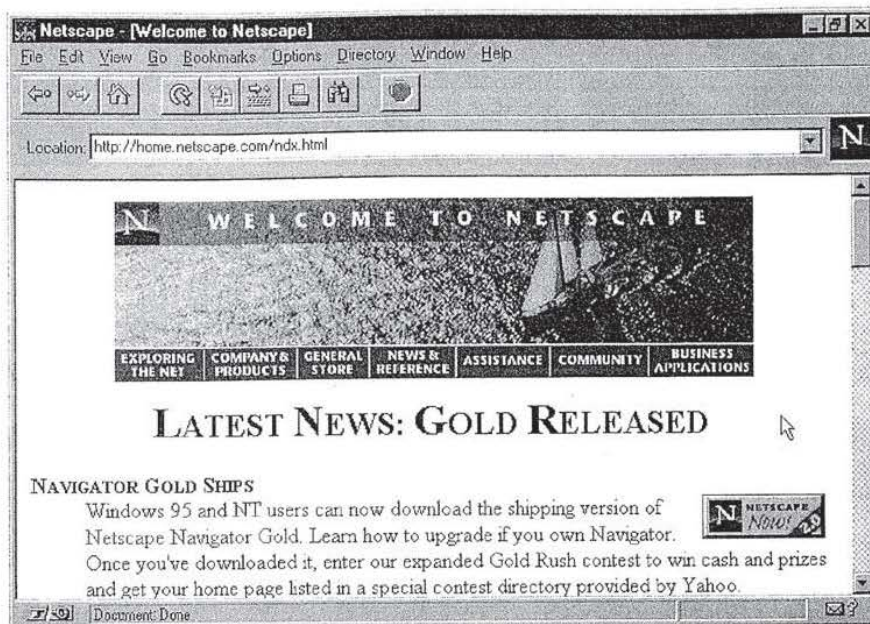 Netscape - [Welcome to Netscape]
File Edit View Go Bookmarks Options Directory Window Help
Location: http://home.netscape.com/ndx.html
N
N WELCOME TO NETSCAPE
EXPLORING THE NET
COMPANY & PRODUCTS
GENERAL STORE
NEWS & REFERENCE
ASSISTANCE
COMMUNITY
BUSINESS APPLICATIONS
LATEST NEWS: GOLD RELEASED
NAVIGATOR GOLD SHIPS
Windows 95 and NT users can now download the shipping version of
Netscape Navigator Gold. Learn how to upgrade if you own Navigator.
Once you've downloaded it, enter our expanded Gold Rush contest to win cash and prizes
and get your home page listed in a special contest directory provided by Yahoo.
N NETSCAPE
Now! 2.0
Document: Done
?